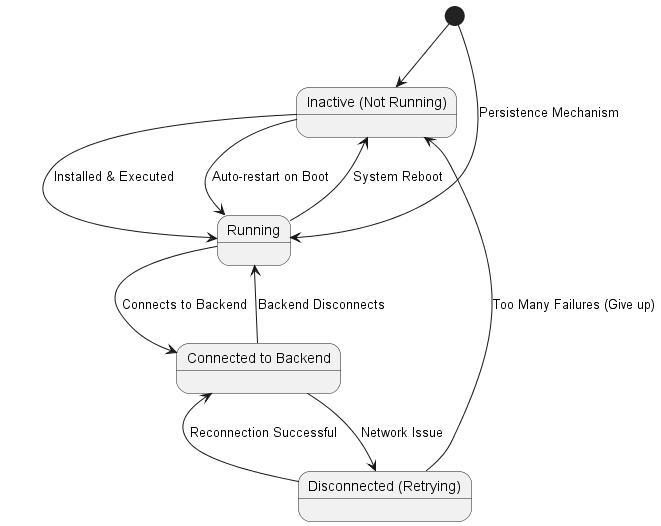 Inactive (Not Running)
Persistence Mechanism
Installed & Executed
Auto-restart on Boot
System Reboot
Running
Connects to Backend
Backend Disconnects
Too Many Failures (Give up)
Connected to Backend
Reconnection Successful
Network Issue
Disconnected (Retrying)